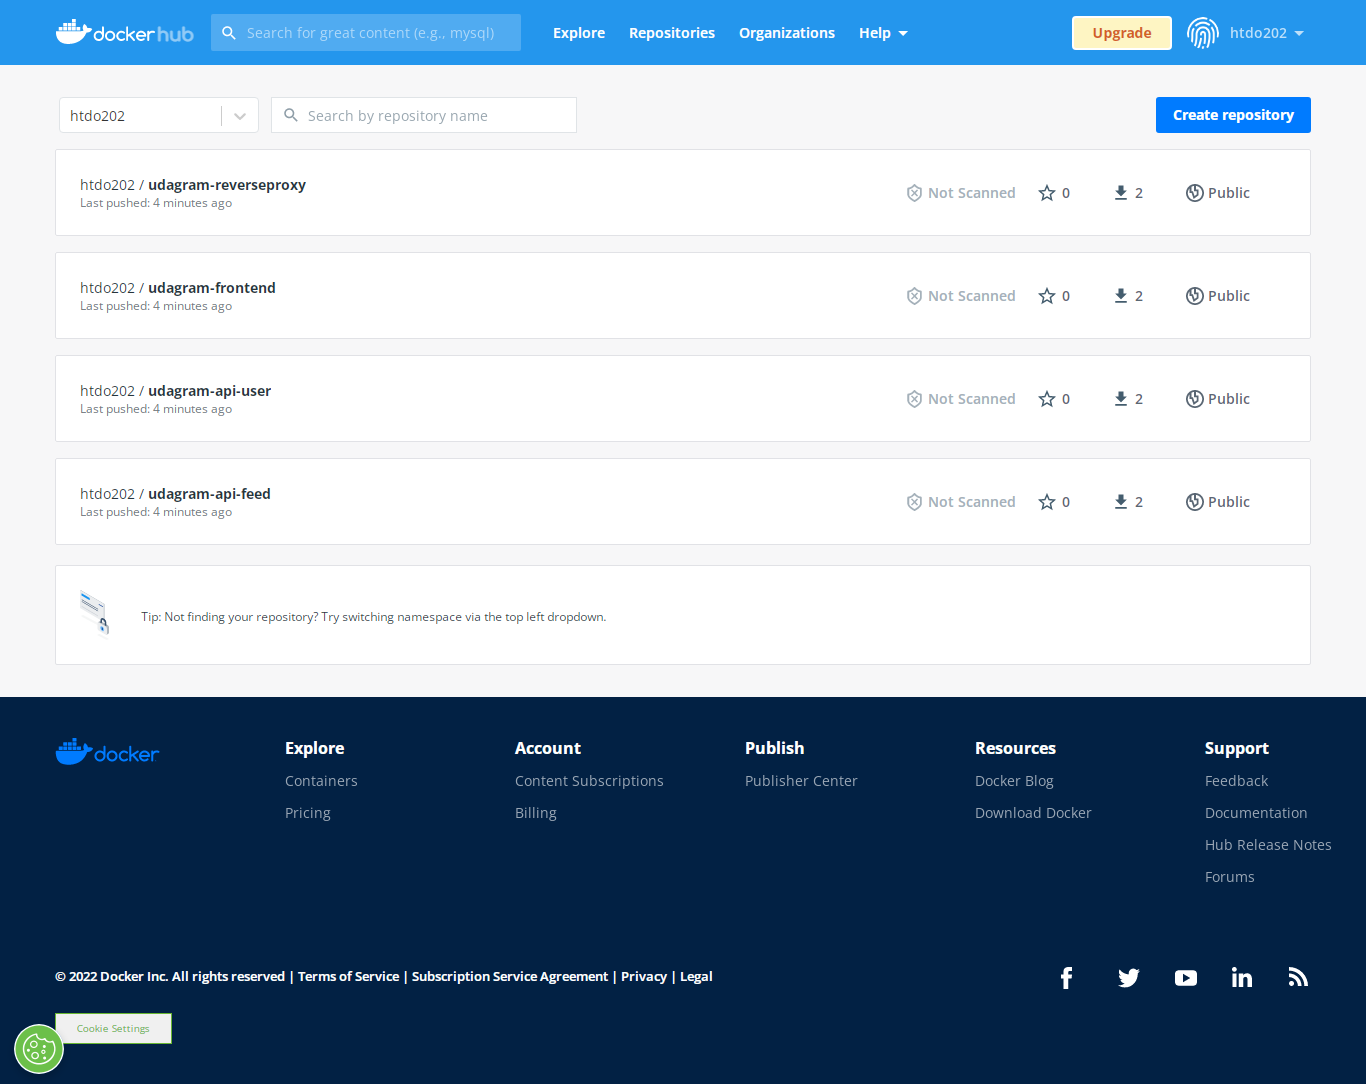 docker hub
Search for great content (e.g., mysql)
Explore
Repositories
Organizations
Help
Upgrade
htdo202
htdo202
Search by repository name
Create repository
htdo202 / udagram-reverseproxy
Last pushed: 4 minutes ago
Not Scanned
0
2
Public
htdo202 / udagram-frontend
Last pushed: 4 minutes ago
Not Scanned
0
2
Public
htdo202 / udagram-api-user
Last pushed: 4 minutes ago
Not Scanned
0
2
Public
htdo202 / udagram-api-feed
Last pushed: 4 minutes ago
Not Scanned
0
2
Public
Tip: Not finding your repository? Try switching namespace via the top left dropdown.
docker
Explore
Containers
Pricing
Account
Content Subscriptions
Billing
Publish
Publisher Center
Resources
Docker Blog
Download Docker
Support
Feedback
Documentation
Hub Release Notes
Forums
© 2022 Docker Inc. All rights reserved | Terms of Service | Subscription Service Agreement | Privacy | Legal
Cookie Settings